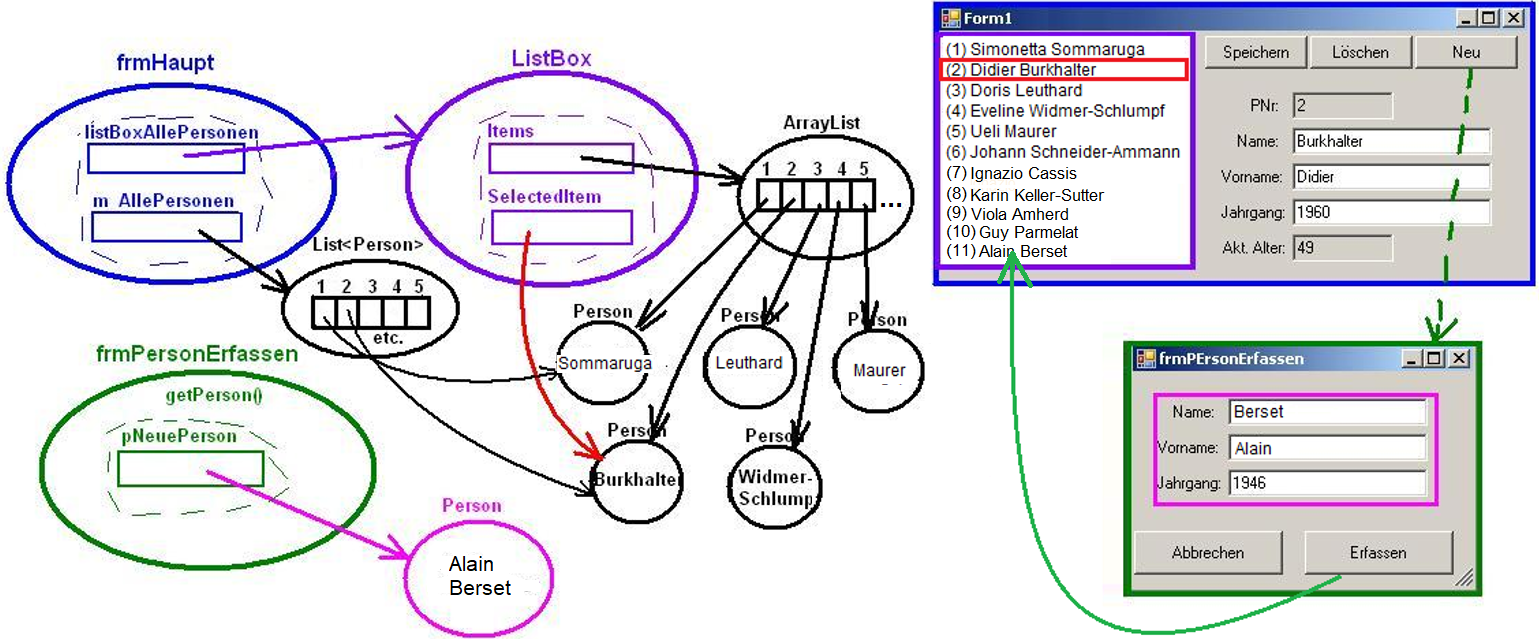 frmHaupt
listBoxAllePersonen
m_AllePersonen
ListBox
Items
SelectedItem
ArrayList
1 2 3 4 5
...
List<Person>
1 2 3 4 5
etc.
frmPersonErfassen
getPerson()
pNeuePerson
Person
Alain
Berset
Person
Sommaruga
Person
Leuthard
Person
Maurer
Person
Burkhalter
Person
Widmer-
Schlump
Form1
(1) Simonetta Sommaruga
(2) Didier Burkhalter
(3) Doris Leuthard
(4) Eveline Widmer-Schlumpf
(5) Ueli Maurer
(6) Johann Schneider-Ammann
(7) Ignazio Cassis
(8) Karin Keller-Sutter
(9) Viola Amherd
(10) Guy Parmelat
(11) Alain Berset
Speichern Löschen Neu
PNr: 2
Name: Burkhalter
Vorname: Didier
Jahrgang: 1960
Akt. Alter: 49
frmPErsonErfassen
Name: Berset
Vorname: Alain
Jahrgang: 1946
Abbrechen Erfassen